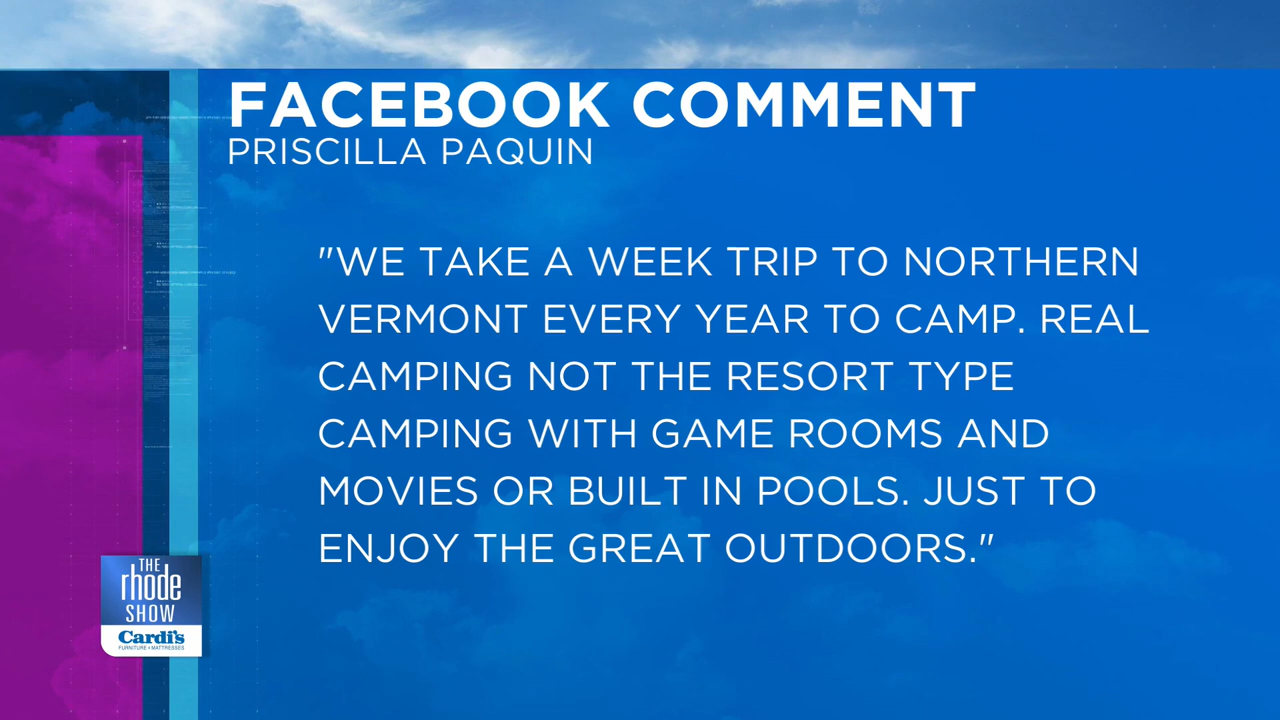 FACEBOOK COMMENT
PRISCILLA PAQUIN
"WE TAKE A WEEK TRIP TO NORTHERN
VERMONT EVERY YEAR TO CAMP. REAL
CAMPING NOT THE RESORT TYPE
CAMPING WITH GAME ROOMS AND
MOVIES OR BUILT IN POOLS. JUST TO
ENJOY THE GREAT OUTDOORS."
THE
rhode
SHOW
Cardi's
FURNITURE & MATTRESSES